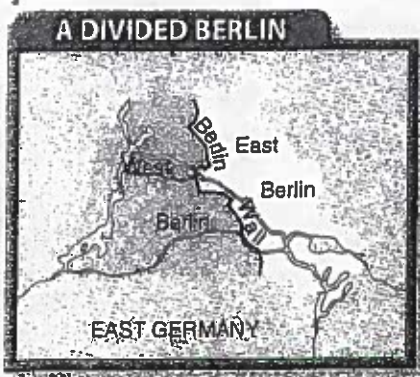 A DIVIDED BERLIN
Berlin
East
West
Berlin
Wall
Berlin
EAST GERMANY